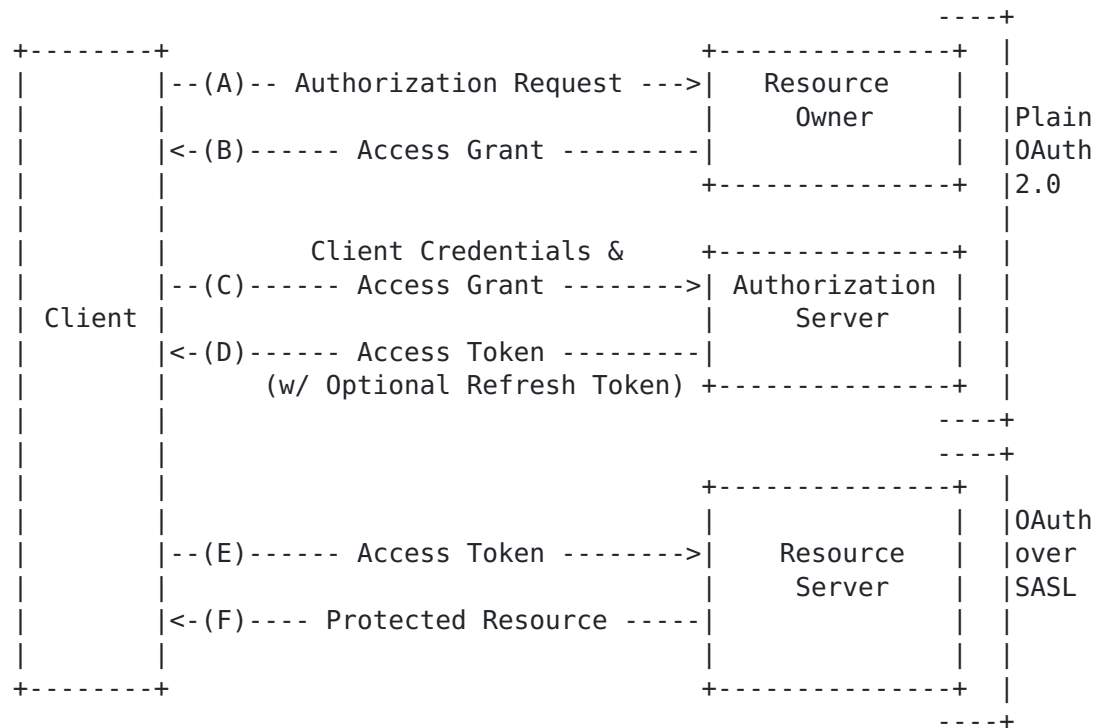 ----+
+--------+                                  +---------------+  |
|        |--(A)-- Authorization Request --->|   Resource    |  |
|        |                                  |     Owner     |  |Plain
|        |<-(B)------ Access Grant ---------|               |  |OAuth
|        |                                  +---------------+  |2.0
|        |                                                     |
|        |         Client Credentials &     +---------------+  |
|        |--(C)------ Access Grant -------->| Authorization |  |
| Client |                                  |     Server    |  |
|        |<-(D)------ Access Token ---------|               |  |
|        |      (w/ Optional Refresh Token) +---------------+  |
|        |                                                 ----+
|        |                                                 ----+
|        |                                  +---------------+  |
|        |                                  |               |  |OAuth
|        |--(E)------ Access Token -------->|    Resource   |  |over
|        |                                  |     Server    |  |SASL
|        |<-(F)---- Protected Resource -----|               |  |
|        |                                  |               |  |
+--------+                                  +---------------+  |
                                                           ----+